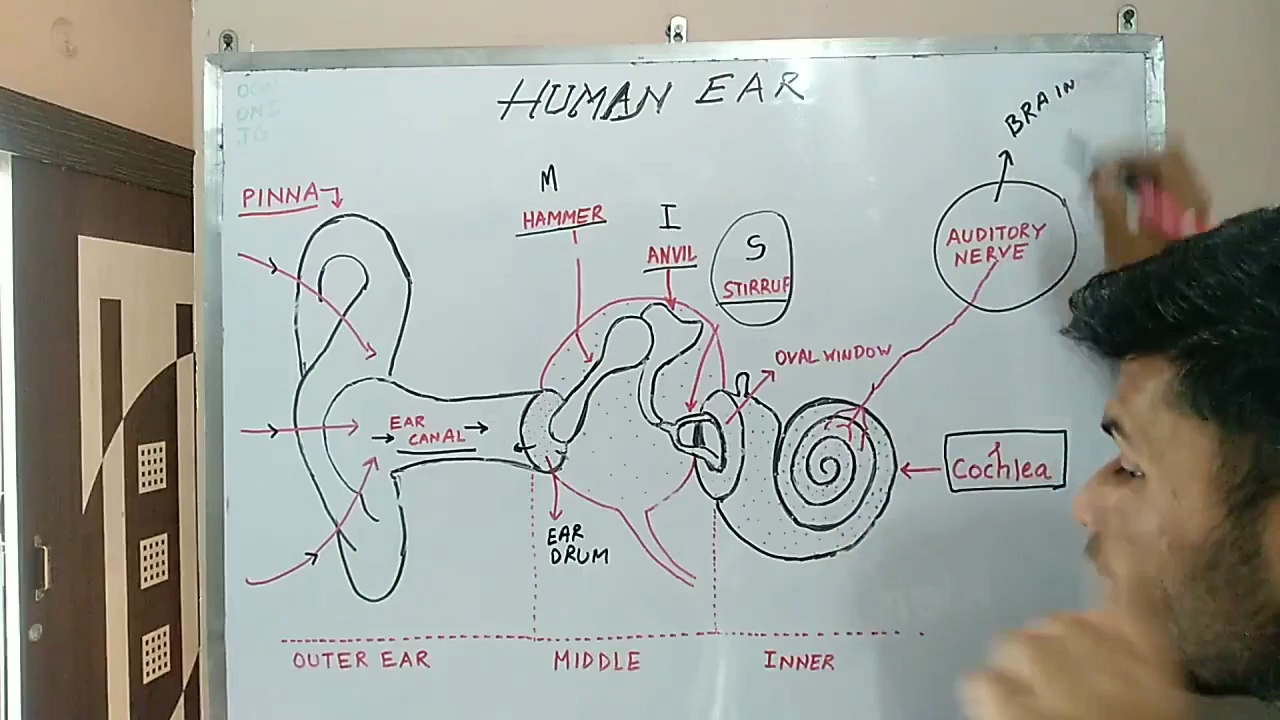 HUMAN EAR
BRAIN
PINNA
M
HAMMER
I
ANVIL
S
STIRRUP
AUDITORY
NERVE
OVAL WINDOW
EAR
CANAL
Cochlea
EAR
DRUM
OUTER EAR
MIDDLE
INNER